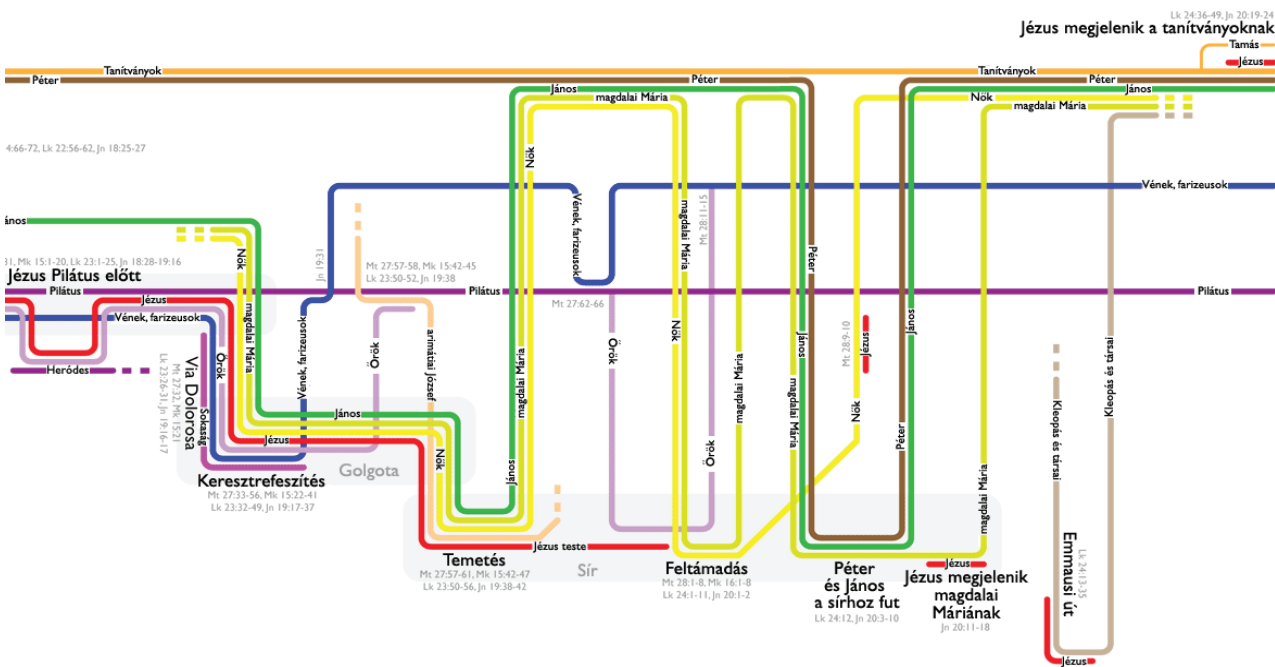 Lk 24:36-49, Jn 20:19-24
Jézus megjelenik a tanítványoknak
Tamás
Jézus
Tanítványok
Tanítványok
Péter
Péter
Péter
János
magdalai Mária
Nők
magdalai Mária
János
4:66-72, Lk 22:56-62, Jn 18:25-27
Nők
Vének, farizeusok
Vének, farizeusok
magdalai Mária
Mt 28:11-15
János
Nők
Jn 19:31
31, Mk 15:1-20, Lk 23:1-25, Jn 18:28-19:16
Jézus Pilátus előtt
Mt 27:57-58, Mk 15:42-45
Lk 23:50-52, Jn 19:38
Péter
Pilátus
Pilátus
Pilátus
Jézus
Mt 27:62-66
Vének, farizeusok
magdalai Mária
Vének, farizeusok
Őrök
Őrök
arimátiai József
Őrök
Nők
János
János
Mt 28:9-10
Jézus
Heródes
Via Dolorosa
Mt 27:32, Mk 15:21
Lk 23:26-31, Jn 19:16-17
Sokaság
magdalai Mária
magdalai Mária
magdalai Mária
Nők
Kleopás és társai
Kleopás és társai
János
Jézus
Nők
Őrök
Péter
János
Golgota
Keresztrefeszítés
Mt 27:33-56, Mk 15:22-41
Lk 23:32-49, Jn 19:17-37
magdalai Mária
Jézus teste
Temetés
Mt 27:57-61, Mk 15:42-47
Lk 23:50-56, Jn 19:38-42
Sír
Feltámadás
Mt 28:1-8, Mk 16:1-8
Lk 24:1-11, Jn 20:1-2
Péter
és János
a sírhoz fut
Lk 24:12, Jn 20:3-10
Jézus
Jézus megjelenik
magdalai
Máriának
Jn 20:11-18
Emmausi út
Lk 24:13-35
Jézus